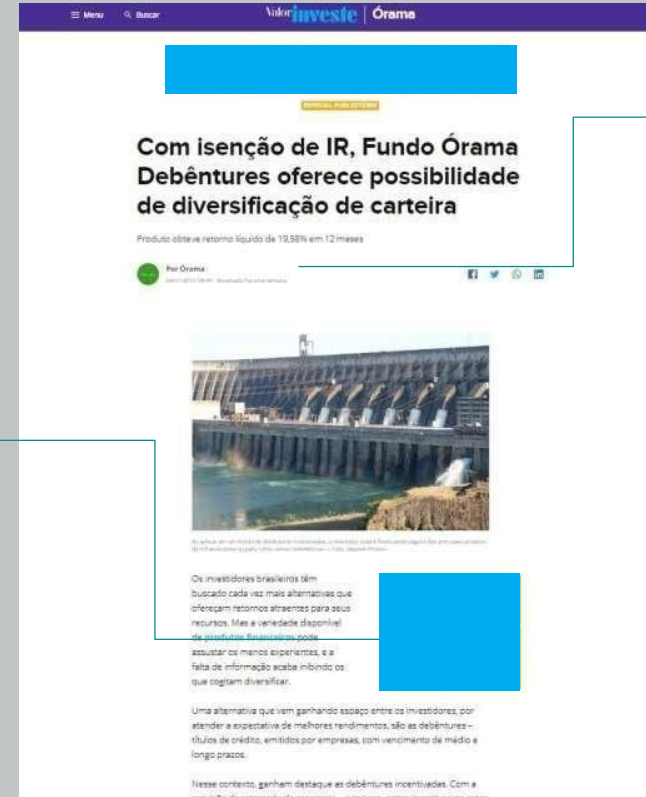 Menu Buscar Valor investe | Órama
ESPECIAL PUBLICITÁRIO
Com isenção de IR, Fundo Órama
Debêntures oferece possibilidade
de diversificação de carteira
Produto obteve retorno líquido de 19,58% em 12 meses
Por Órama
Os investidores brasileiros têm
buscado cada vez mais alternativas que
ofereçam retornos atraentes para seus
recursos. Mas a variedade disponível
de produtos financeiros pode
assustar os menos experientes, e a
falta de informação acaba inibindo os
que cogitam diversificar.
Uma alternativa que vem ganhando espaço entre os investidores, por
atender a expectativa de melhores rendimentos, são as debêntures –
títulos de crédito, emitidos por empresas, com vencimento de médio e
longo prazos.
Nesse contexto, ganham destaque as debêntures incentivadas. Com a